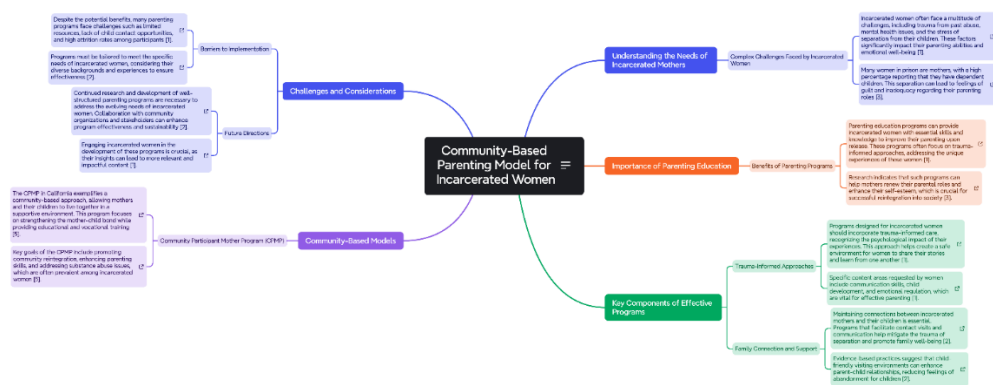 Community-Based
Parenting Model for
Incarcerated Women
Understanding the Needs of
Incarcerated Mothers
Complex Challenges Faced by Incarcerated
Women
Incarcerated women often face a multitude of
challenges, including trauma from past abuse,
mental health issues, and the stress of
separation from their children. These factors
significantly impact their parenting abilities and
emotional well-being [1].
Many women in prison are mothers, with a high
percentage reporting that they have dependent
children. This separation can lead to feelings of
guilt and inadequacy regarding their parenting
roles [3].
Importance of Parenting Education
Benefits of Parenting Programs
Parenting education programs can provide
incarcerated women with essential skills and
knowledge to improve their parenting upon
release. These programs often focus on trauma-
informed approaches, addressing the unique
experiences of these women [1].
Research indicates that such programs can
help mothers renew their parental roles and
enhance their self-esteem, which is crucial for
successful reintegration into society [3].
Key Components of Effective
Programs
Trauma-Informed Approaches
Programs designed for incarcerated women
should incorporate trauma-informed care,
recognizing the psychological impact of their
experiences. This approach helps create a safe
environment for women to share their stories
and learn from one another [1].
Specific content areas requested by women
include communication skills, child
development, and emotional regulation, which
are vital for effective parenting [1].
Family Connection and Support
Maintaining connections between incarcerated
mothers and their children is essential.
Programs that facilitate contact visits and
communication help mitigate the trauma of
separation and promote family well-being [2].
Evidence-based practices suggest that child-
friendly visiting environments can enhance
parent-child relationships, reducing feelings of
abandonment for children [2].
Challenges and Considerations
Barriers to Implementation
Despite the potential benefits, many parenting
programs face challenges such as limited
resources, lack of child contact opportunities,
and high attrition rates among participants [3].
Programs must be tailored to meet the specific
needs of incarcerated women, considering their
diverse backgrounds and experiences to ensure
effectiveness [2].
Future Directions
Continued research and development of well-
structured parenting programs are necessary to
address the evolving needs of incarcerated
women. Collaboration with community
organizations and stakeholders can enhance
program effectiveness and sustainability [2].
Engaging incarcerated women in the
development of these programs is crucial, as
their insights can lead to more relevant and
impactful content [1].
Community-Based Models
Community Participant Mother Program (CPMP)
The CPMP in California exemplifies a
community-based approach, allowing mothers
and their children to live together in a
supportive environment. This program focuses
on strengthening the mother-child bond while
providing educational and vocational training
[5].
Key goals of the CPMP include promoting
community reintegration, enhancing parenting
skills, and addressing substance abuse issues,
which are often prevalent among incarcerated
women [5].